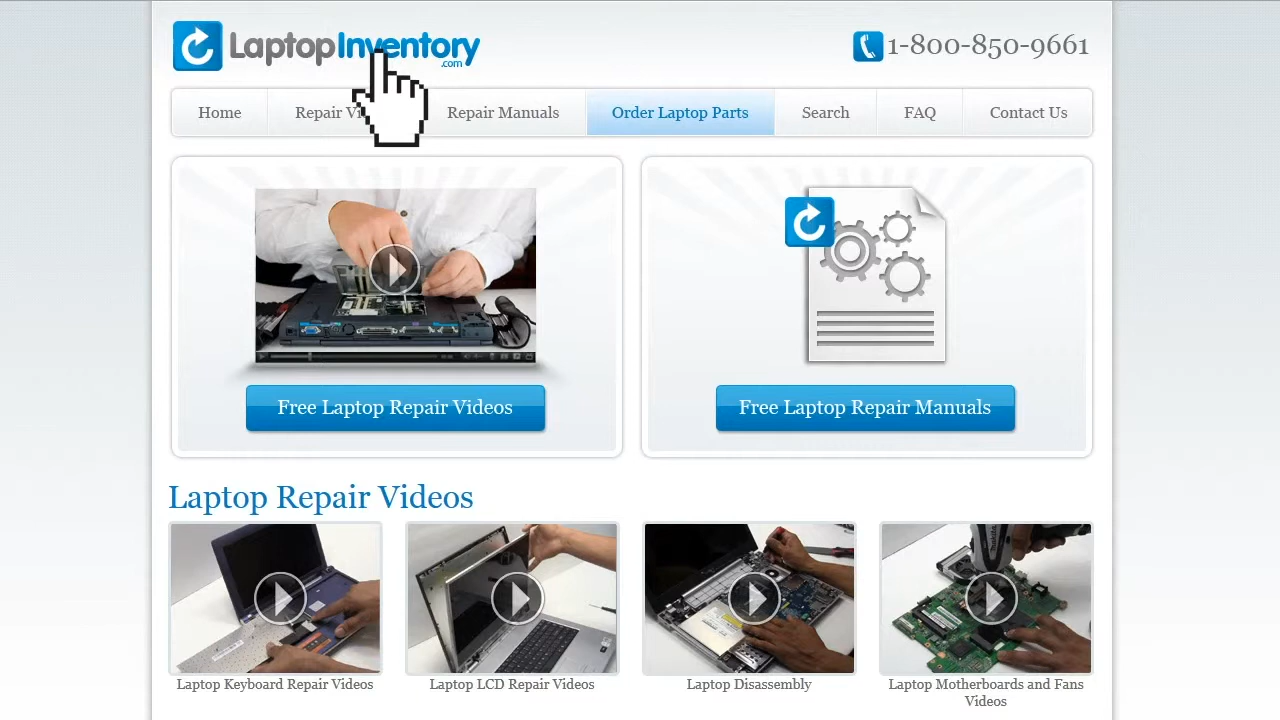 LaptopInventory
.com
1-800-850-9661
Home
Repair Vi
Repair Manuals
Order Laptop Parts
Search
FAQ
Contact Us
Free Laptop Repair Videos
Free Laptop Repair Manuals
Laptop Repair Videos
Laptop Keyboard Repair Videos
Laptop LCD Repair Videos
Laptop Disassembly
Laptop Motherboards and Fans
Videos